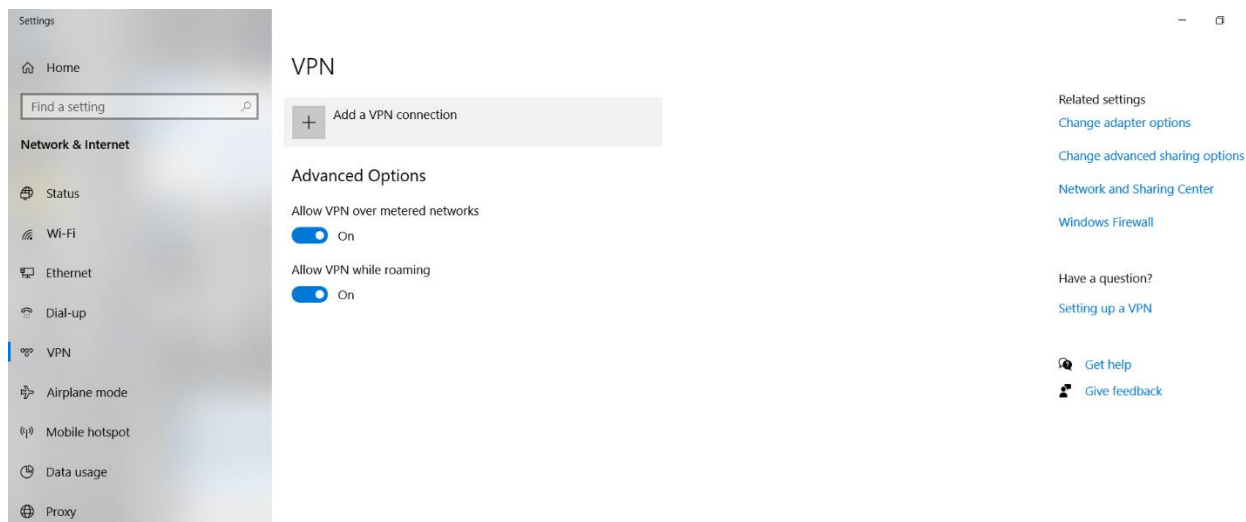 Settings
Home
Find a setting
Network & Internet
Status
Wi-Fi
Ethernet
Dial-up
VPN
Airplane mode
Mobile hotspot
Data usage
Proxy
VPN
Add a VPN connection
Advanced Options
Allow VPN over metered networks
On
Allow VPN while roaming
On
Related settings
Change adapter options
Change advanced sharing options
Network and Sharing Center
Windows Firewall
Have a question?
Setting up a VPN
Get help
Give feedback